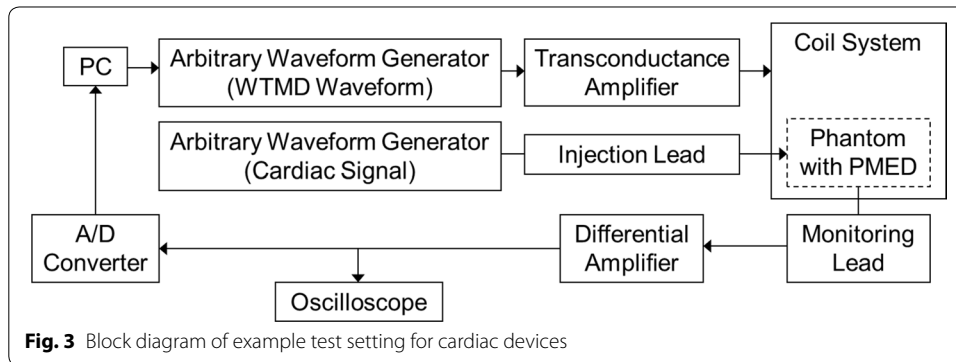 PC
Arbitrary Waveform Generator
(WTMD Waveform)
Transconductance
Amplifier
Coil System
Arbitrary Waveform Generator
(Cardiac Signal)
Injection Lead
Phantom
with PMED
A/D
Converter
Differential
Amplifier
Monitoring
Lead
Oscilloscope
Fig. 3 Block diagram of example test setting for cardiac devices